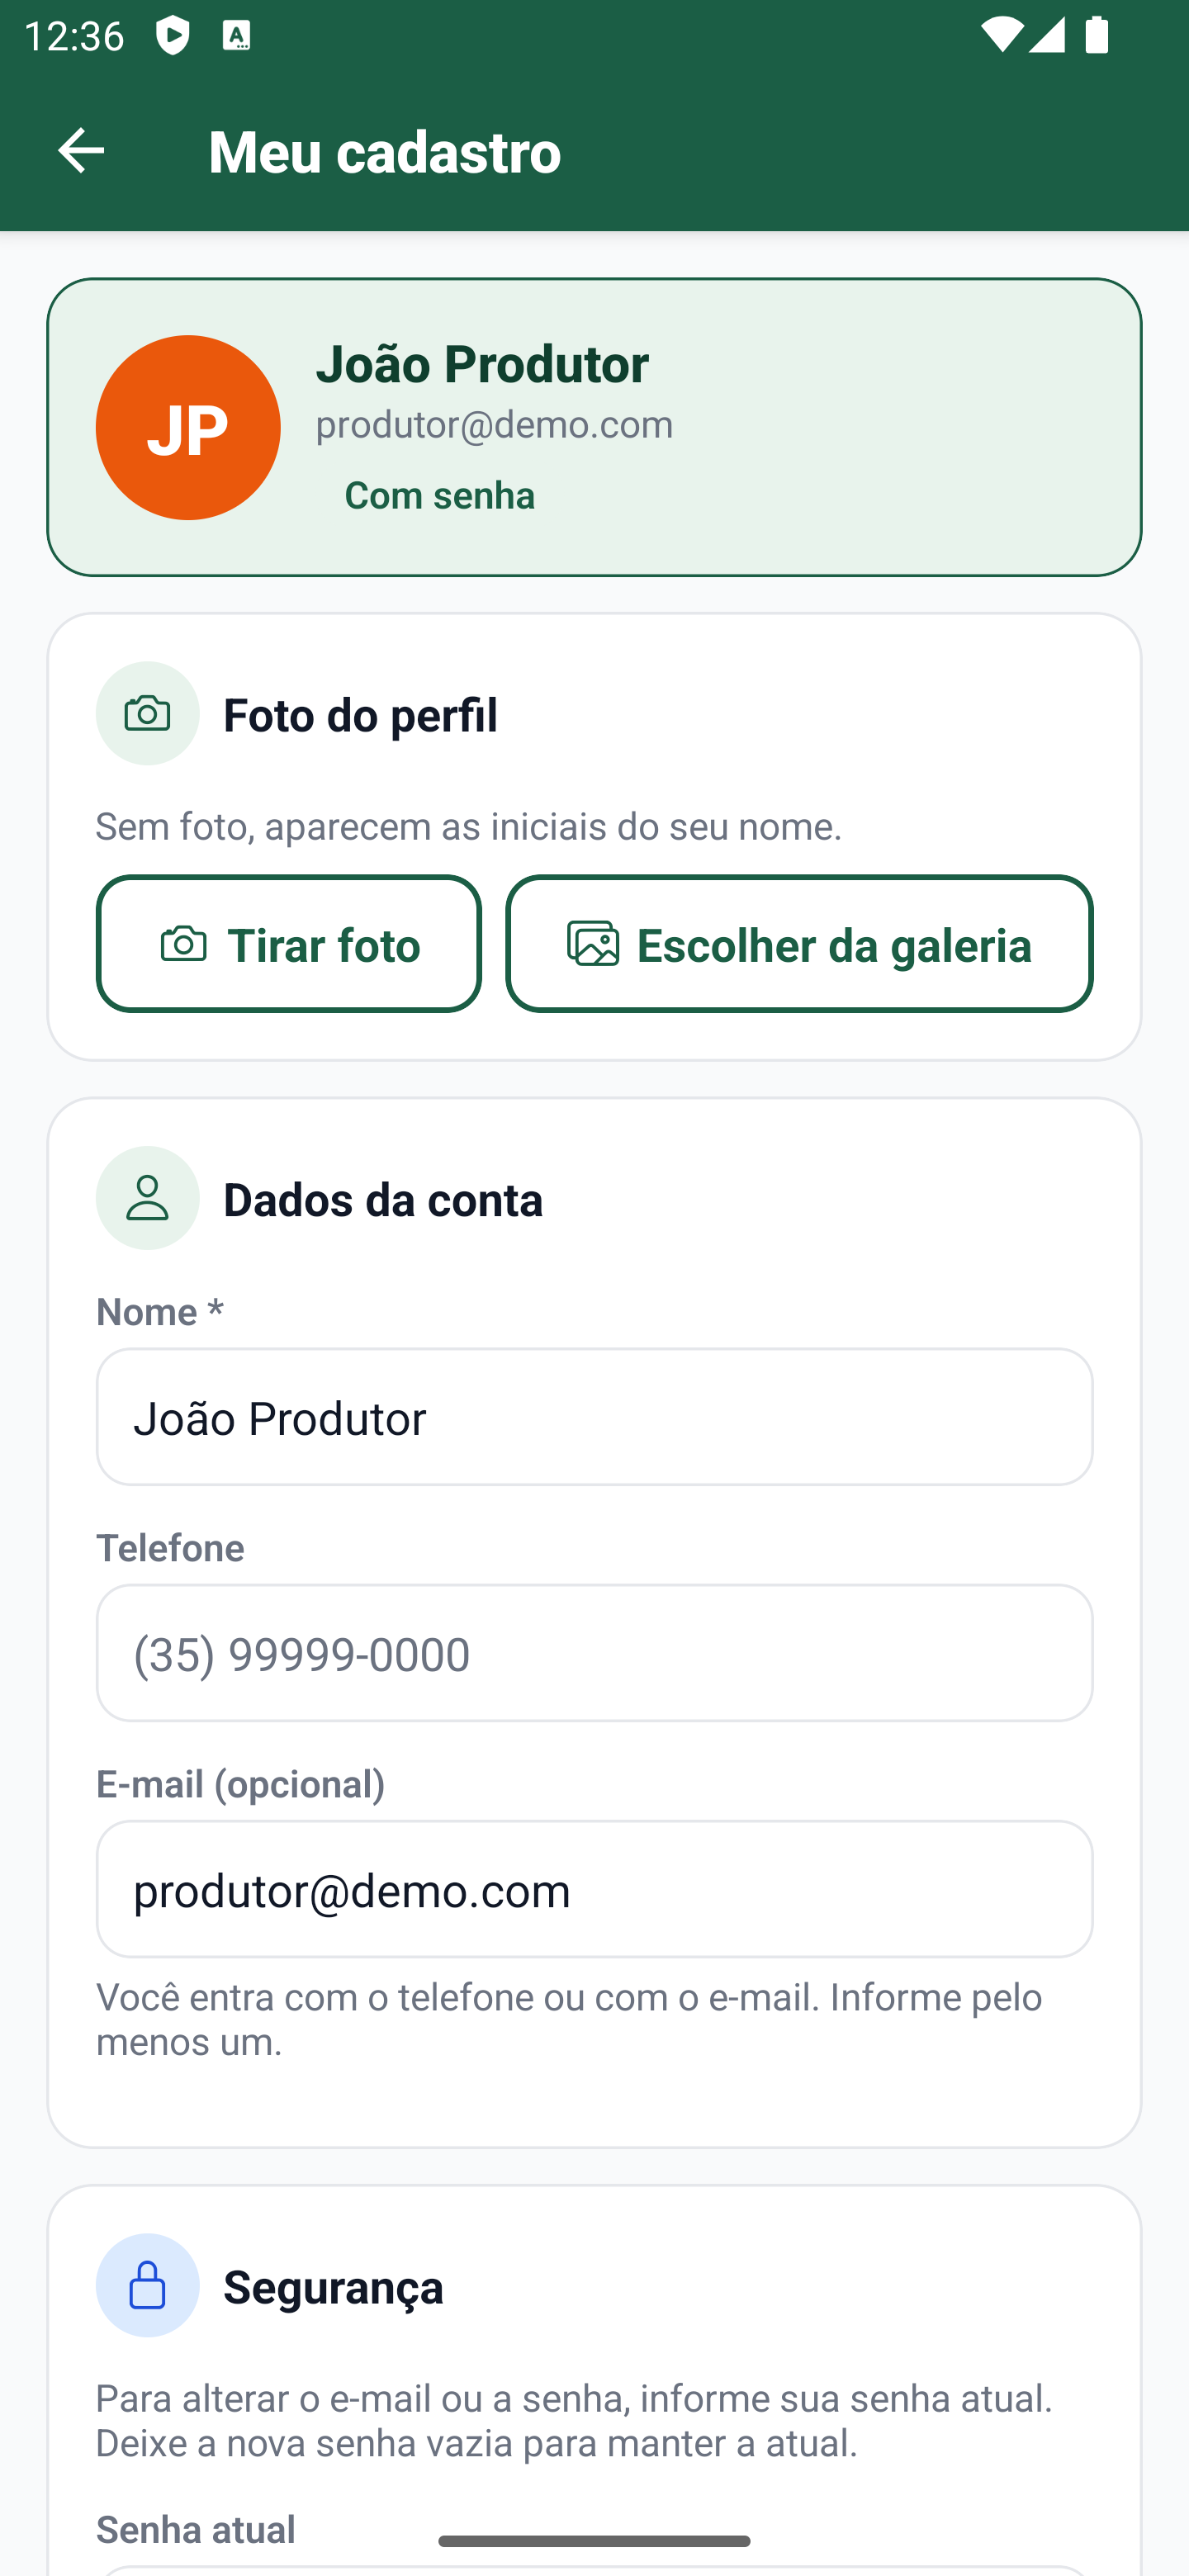 12:36
Meu cadastro
JP
João Produtor
produtor@demo.com
Com senha
Foto do perfil
Sem foto, aparecem as iniciais do seu nome.
Tirar foto
Escolher da galeria
Dados da conta
Nome *
João Produtor
Telefone
(35) 99999-0000
E-mail (opcional)
produtor@demo.com
Você entra com o telefone ou com o e-mail. Informe pelo
menos um.
Segurança
Para alterar o e-mail ou a senha, informe sua senha atual.
Deixe a nova senha vazia para manter a atual.
Senha atual